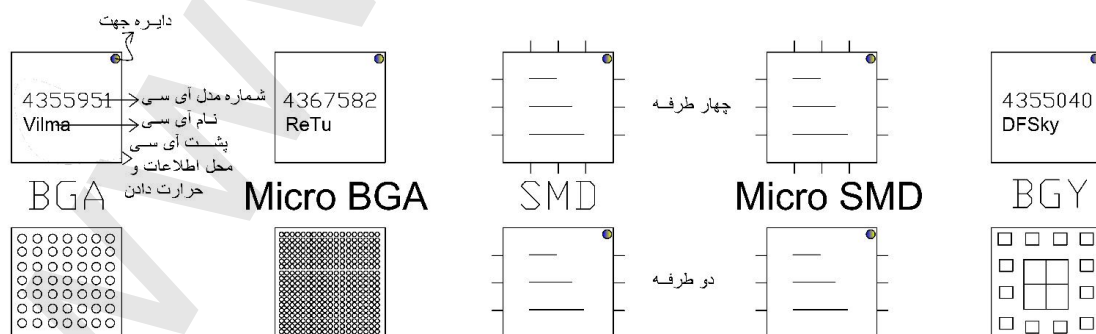 دایره جهت
4355951
شماره مدل آی سی
Vilma
نام آی سی
پشت آی سی
محل اطلاعات و
حرارت دادن
4367582
ReTu
چهار طرفه
4355040
DFSky
BGA
Micro BGA
SMD
Micro SMD
BGY
دو طرفه